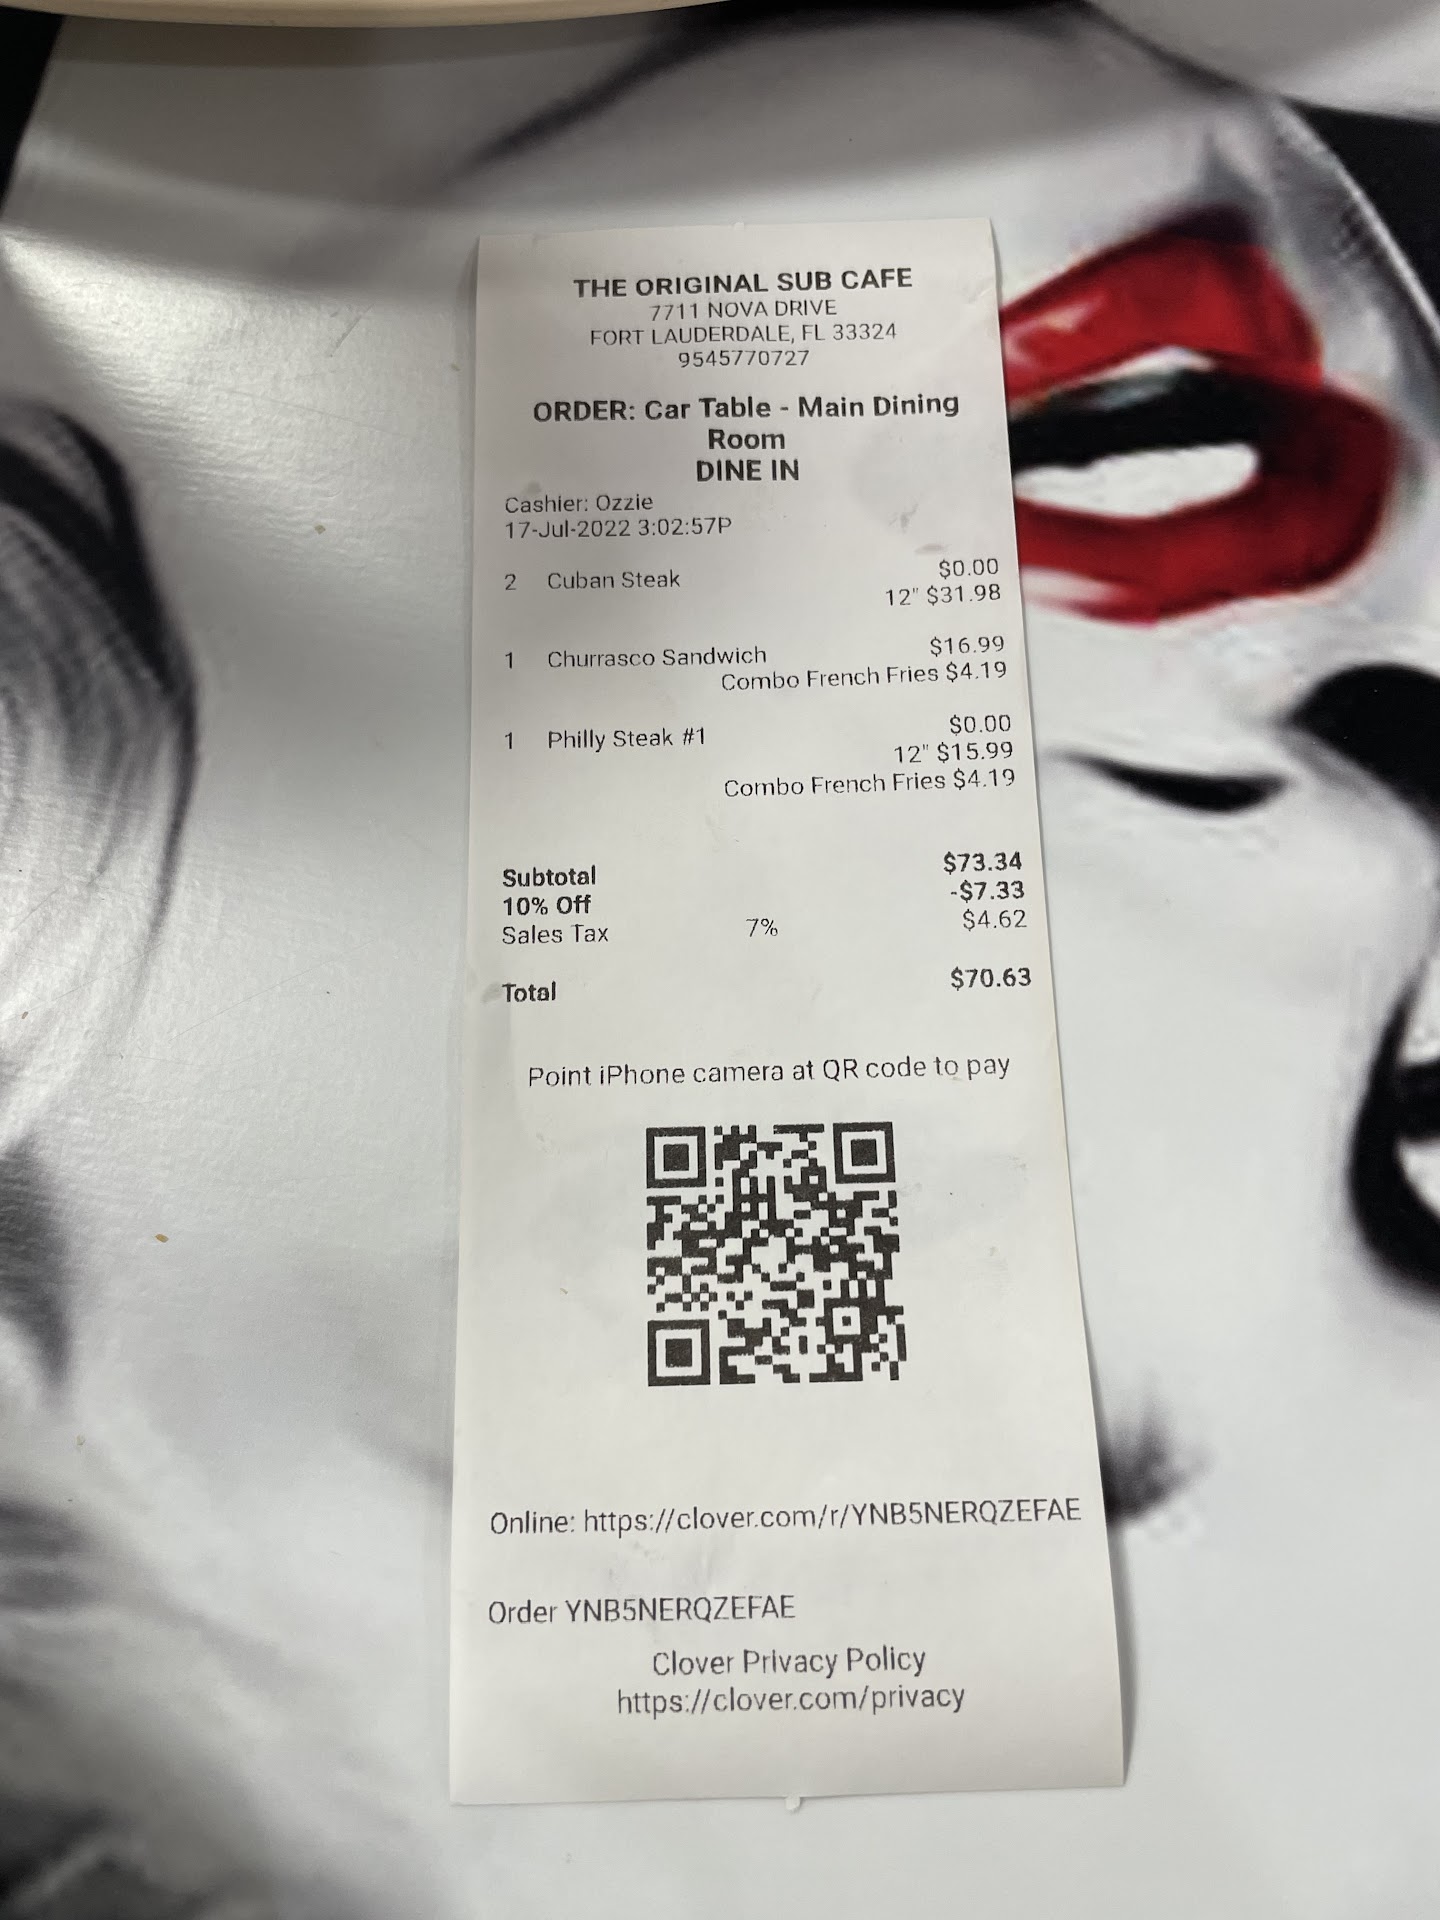 THE ORIGINAL SUB CAFE
7711 NOVA DRIVE
FORT LAUDERDALE, FL 33324
9545770727
ORDER: Car Table - Main Dining
Room
DINE IN
Cashier: Ozzie
17-Jul-2022 3:02:57P
2 Cuban Steak $0.00
12" $31.98
1 Churrasco Sandwich $16.99
Combo French Fries $4.19
1 Philly Steak #1 $0.00
12" $15.99
Combo French Fries $4.19
Subtotal $73.34
10% Off -$7.33
Sales Tax 7% $4.62
Total $70.63
Point iPhone camera at QR code to pay
Online: https://clover.com/r/YNB5NERQZEFAE
Order YNB5NERQZEFAE
Clover Privacy Policy
https://clover.com/privacy